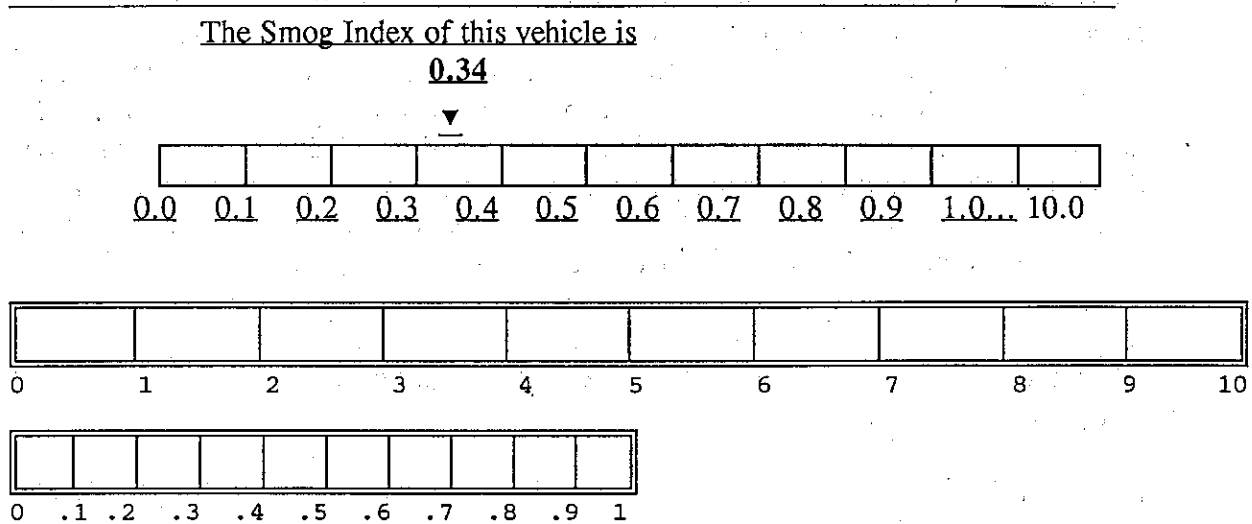 The Smog Index of this vehicle is
0.34
0.0 0.1 0.2 0.3 0.4 0.5 0.6 0.7 0.8 0.9 1.0... 10.0
0 1 2 3 4 5 6 7 8 9 10
0 .1 .2 .3 .4 .5 .6 .7 .8 .9 1